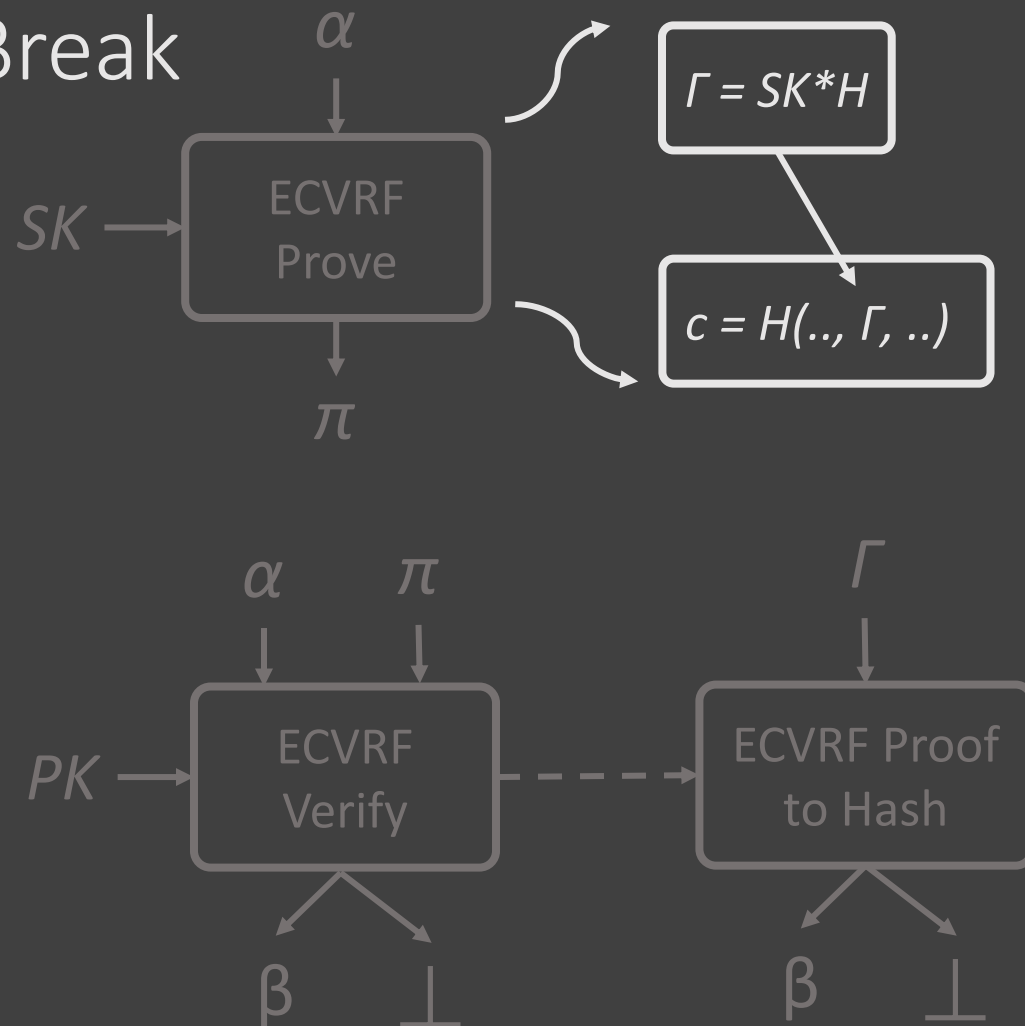 Break
α
Γ = SK*H
SK
ECVRF
Prove
c = H(.., Γ, ..)
π
α
π
Γ
PK
ECVRF
Verify
ECVRF Proof
to Hash
β
⊥
β
⊥